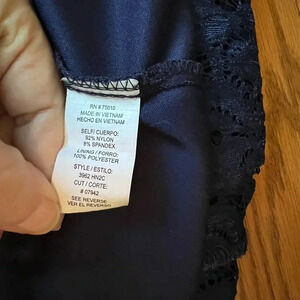 RN # 75010
MADE IN VIETNAM
HECHO EN VIETNAM
SELF/ CUERPO:
92% NYLON
8% SPANDEX
LINING / FORRO:
100% POLYESTER
STYLE / ESTILO:
3962 HN2C
CUT / CORTE:
# 07942
SEE REVERSE
VER EL REVERSO